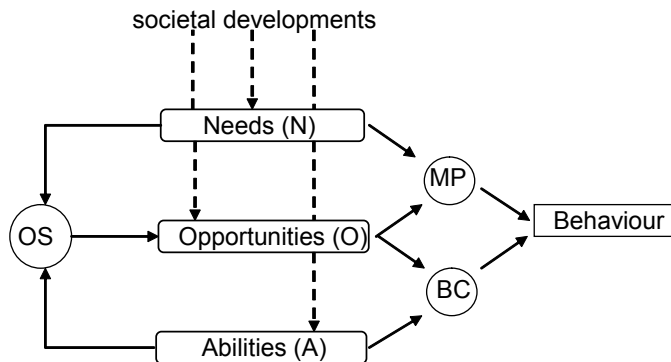 societal developments
Needs (N)
MP
OS
Opportunities (O)
Behaviour
BC
Abilities (A)